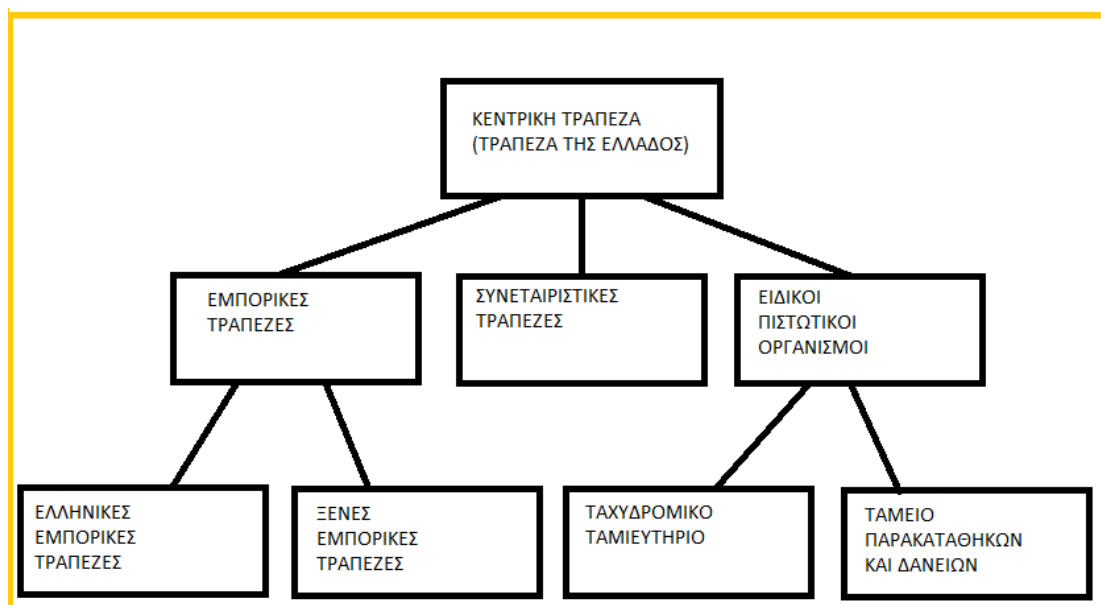 ΚΕΝΤΡΙΚΗ ΤΡΑΠΕΖΑ
(ΤΡΑΠΕΖΑ ΤΗΣ ΕΛΛΑΔΟΣ)
ΕΜΠΟΡΙΚΕΣ
ΤΡΑΠΕΖΕΣ
ΣΥΝΕΤΑΙΡΙΣΤΙΚΕΣ
ΤΡΑΠΕΖΕΣ
ΕΙΔΙΚΟΙ
ΠΙΣΤΩΤΙΚΟΙ
ΟΡΓΑΝΙΣΜΟΙ
ΕΛΛΗΝΙΚΕΣ
ΕΜΠΟΡΙΚΕΣ
ΤΡΑΠΕΖΕΣ
ΞΕΝΕΣ
ΕΜΠΟΡΙΚΕΣ
ΤΡΑΠΕΖΕΣ
ΤΑΧΥΔΡΟΜΙΚΟ
ΤΑΜΙΕΥΤΗΡΙΟ
ΤΑΜΕΙΟ
ΠΑΡΑΚΑΤΑΘΗΚΩΝ
ΚΑΙ ΔΑΝΕΙΩΝ